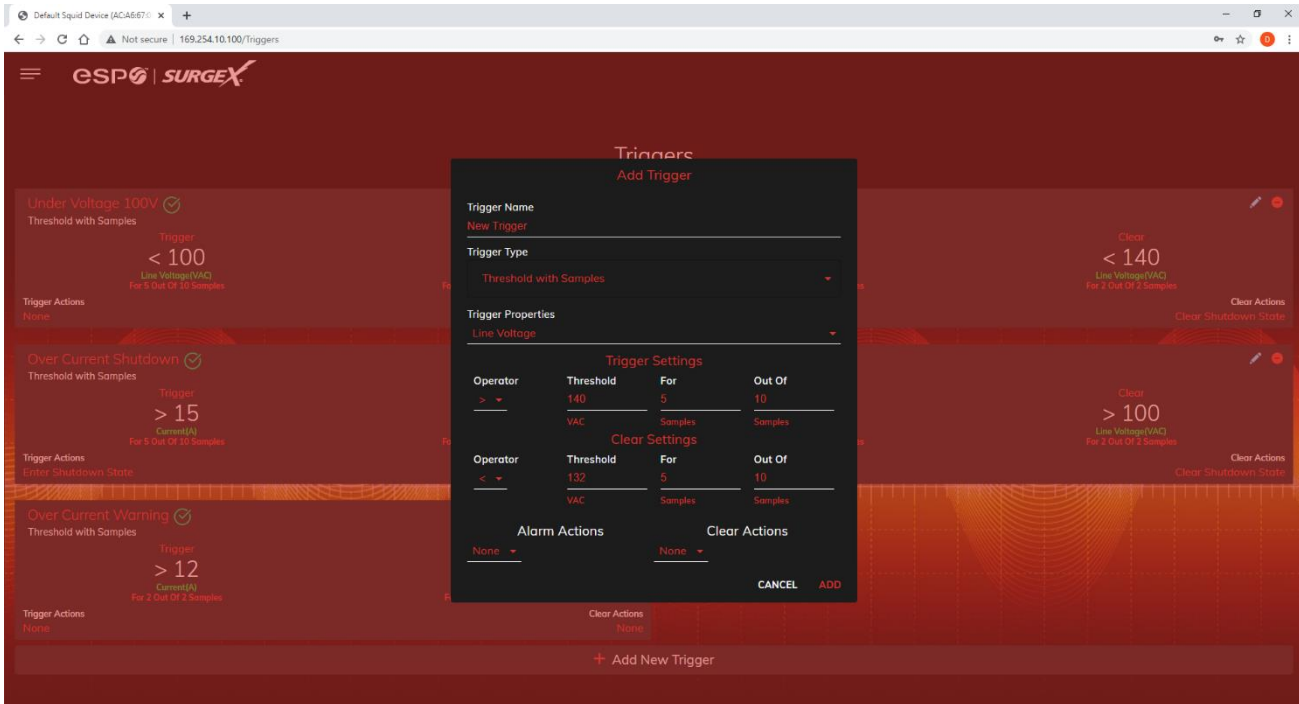 Default Squid Device (AC:A6:67:0
Not secure | 169.254.10.100/Triggers
esp | SURGEX
Triggers
Under Voltage 100V
Threshold with Samples
Trigger
< 100
Line Voltage(VAC)
For 5 Out Of 10 Samples
Trigger Actions
None
Clear
< 140
Line Voltage(VAC)
For 2 Out Of 2 Samples
Clear Actions
Clear Shutdown State
Over Current Shutdown
Threshold with Samples
Trigger
> 15
Current(A)
For 5 Out Of 10 Samples
Trigger Actions
Enter Shutdown State
Clear
> 100
Line Voltage(VAC)
For 2 Out Of 2 Samples
Clear Actions
Clear Shutdown State
Over Current Warning
Threshold with Samples
Trigger
> 12
Current(A)
For 2 Out Of 2 Samples
Trigger Actions
None
Clear Actions
None
+ Add New Trigger
Add Trigger
Trigger Name
New Trigger
Trigger Type
Threshold with Samples
Trigger Properties
Line Voltage
Trigger Settings
Operator Threshold For Out Of
> 140 5 10
VAC Samples Samples
Clear Settings
Operator Threshold For Out Of
< 132 5 10
VAC Samples Samples
Alarm Actions Clear Actions
None None
CANCEL ADD